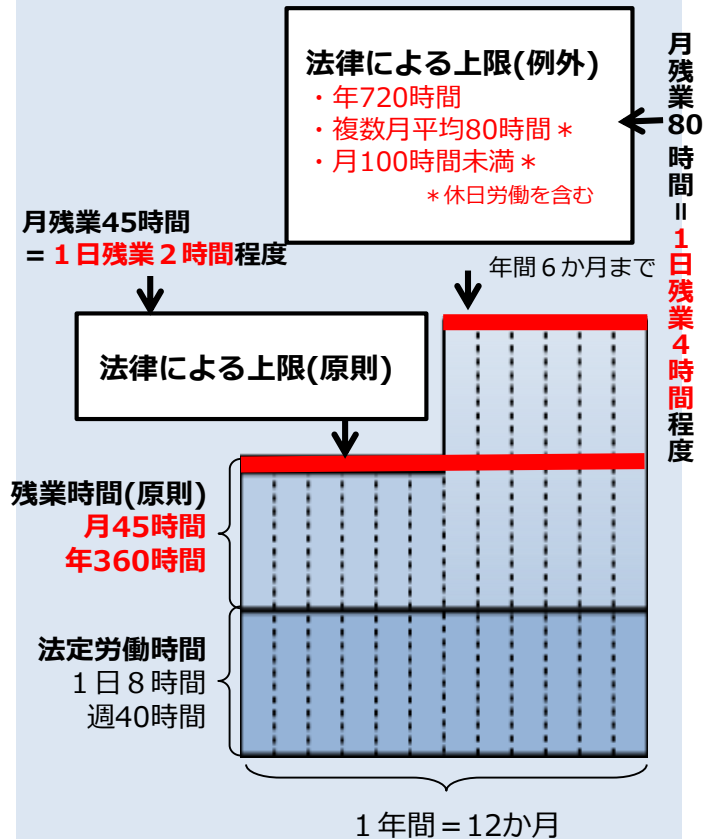 法律による上限(例外)
・年720時間
・複数月平均80時間＊
・月100時間未満＊
＊休日労働を含む
月残業80時間＝１日残業４時間程度
月残業45時間
=１日残業２時間程度
年間６か月まで
法律による上限(原則)
残業時間(原則)
月45時間
年360時間
法定労働時間
１日８時間
週40時間
１年間＝12か月